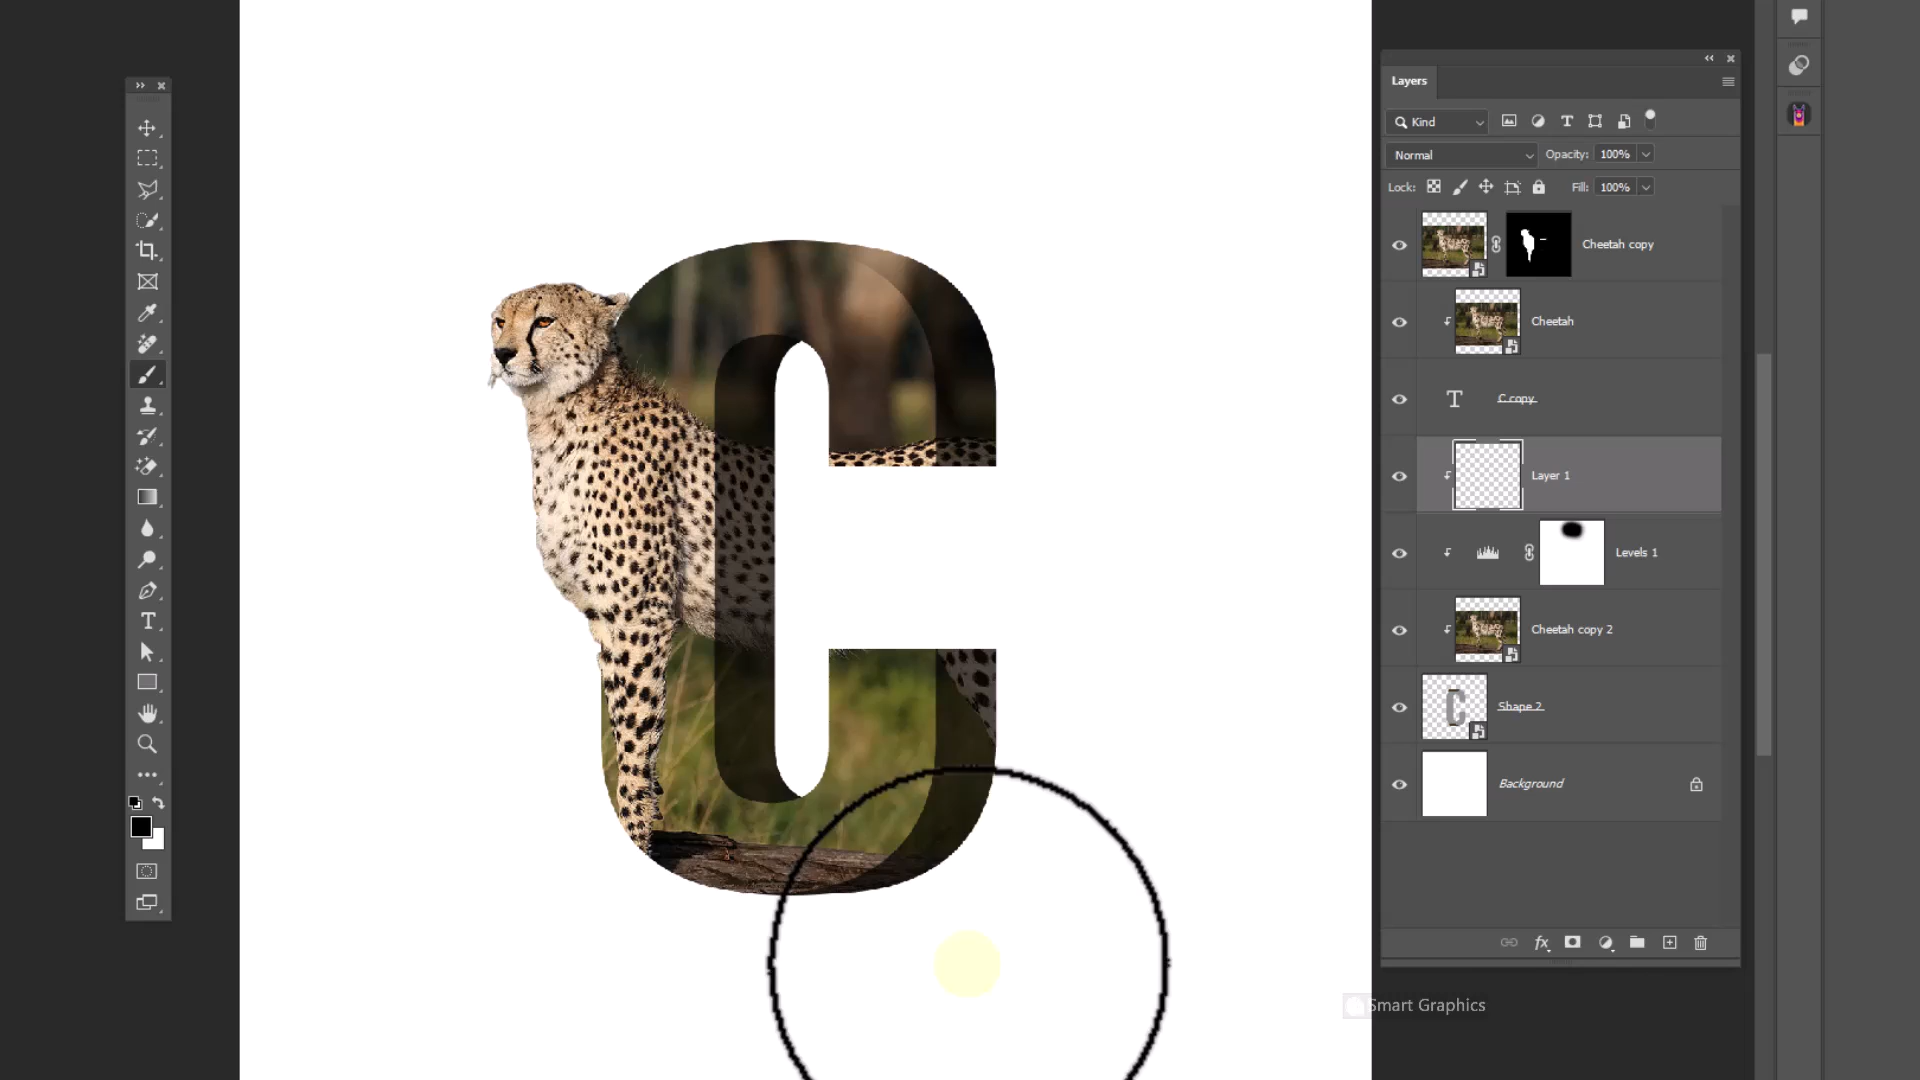 Layers
Kind
Normal
Opacity: 100%
Lock:
Fill: 100%
Cheetah copy
Cheetah
C copy
Layer 1
Levels 1
Cheetah copy 2
Shape 2
Background
fx
Smart Graphics